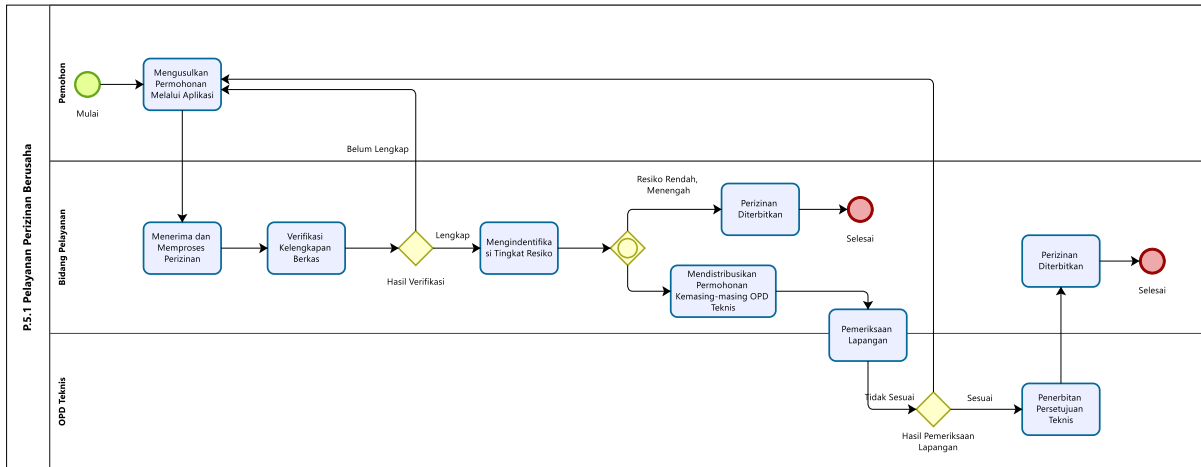 P.5.1 Pelayanan Perizinan Berusaha
Pemohon
Mulai
Mengusulkan
Permohonan
Melalui Aplikasi
Belum Lengkap
Bidang Pelayanan
Menerima dan
Memproses
Perizinan
Verifikasi
Kelengkapan
Berkas
Hasil Verifikasi
Lengkap
Mengindentifika
si Tingkat Resiko
Resiko Rendah,
Menengah
Perizinan
Diterbitkan
Selesai
Mendistribusikan
Permohonan
Kemasing-masing OPD
Teknis
Pemeriksaan
Lapangan
Perizinan
Diterbitkan
Selesai
OPD Teknis
Tidak Sesuai
Hasil Pemeriksaan
Lapangan
Sesuai
Penerbitan
Persetujuan
Teknis